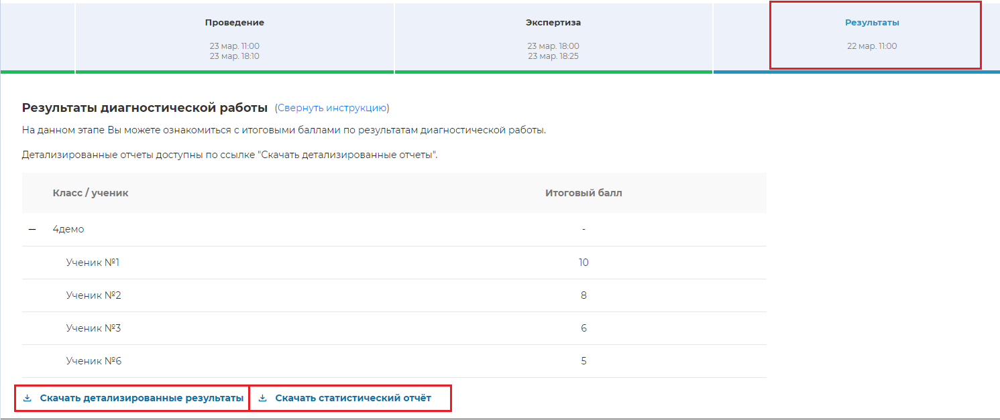 Проведение
23 мар. 11:00
23 мар. 18:10
Экспертиза
23 мар. 18:00
23 мар. 18:25
Результаты
22 мар. 11:00
Результаты диагностической работы (Свернуть инструкцию)
На данном этапе Вы можете ознакомиться с итоговыми баллами по результатам диагностической работы.
Детализированные отчеты доступны по ссылке "Скачать детализированные отчеты".
Класс / ученик Итоговый балл
4демо -
Ученик №1 10
Ученик №2 8
Ученик №3 6
Ученик №6 5
Скачать детализированные результаты Скачать статистический отчёт